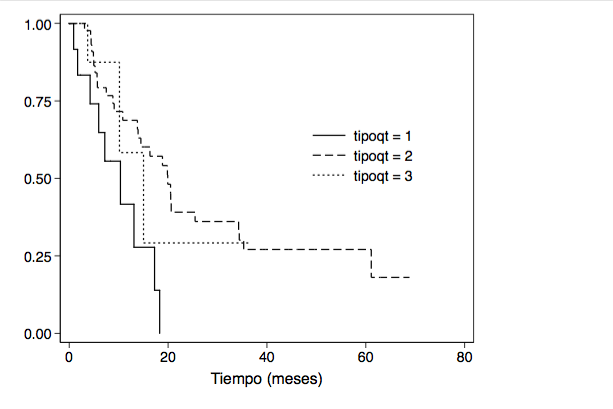 1.00
0.75
tipoqt = 1
tipoqt = 2
tipoqt = 3
0.50
0.25
0.00
0 20 40 60 80
Tiempo (meses)